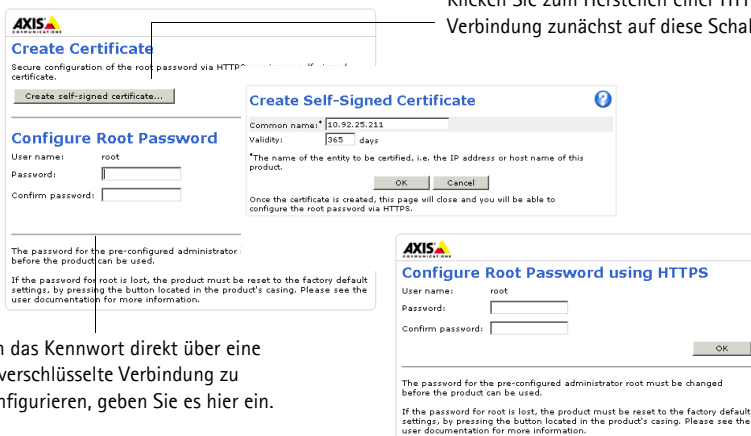 Klicken Sie zum Herstellen einer
Verbindung zunächst auf diese
AXIS
COMMUNICATIONS
Create Certificate
Secure configuration of the root password via
certificate.
Create self-signed certificate...
Configure Root Password
User name: root
Password:
Confirm password:
The password for the pre-configured administrator
before the product can be used.
If the password for root is lost, the product must be reset to the factory default
settings, by pressing the button located in the product's casing. Please see the
user documentation for more information.
Create Self-Signed Certificate
?
Common name:* 10.92.25.211
Validity: 365 days
*The name of the entity to be certified, i.e. the IP address or host name of this
product.
OK Cancel
Once the certificate is created, this page will close and you will be able to
configure the root password via HTTPS.
das Kennwort direkt über eine
verschlüsselte Verbindung zu
geben Sie es hier ein.
AXIS
COMMUNICATIONS
Configure Root Password using HTTPS
User name: root
Password:
Confirm password:
OK
The password for the pre-configured administrator root must be changed
before the product can be used.
If the password for root is lost, the product must be reset to the factory default
settings, by pressing the button located in the product's casing. Please see the
user documentation for more information.